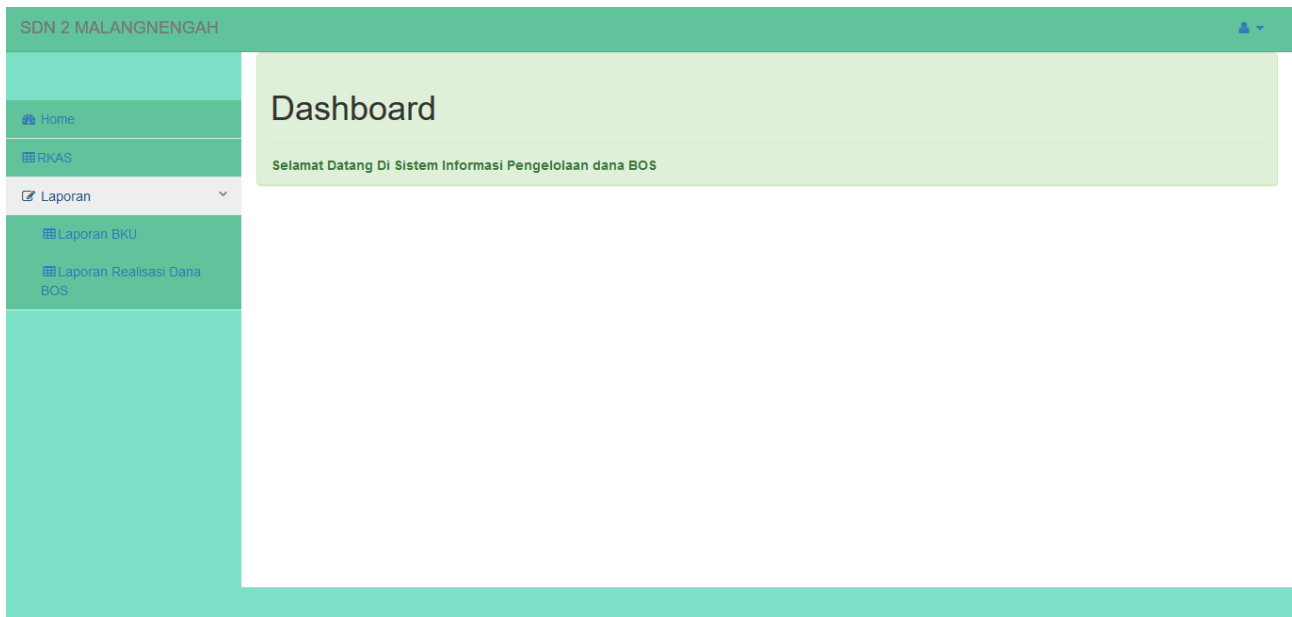 SDN 2 MALANGNENGAH
Home
RKAS
Laporan
Laporan BKU
Laporan Realisasi Dana
BOS
Dashboard
Selamat Datang Di Sistem Informasi Pengelolaan dana BOS